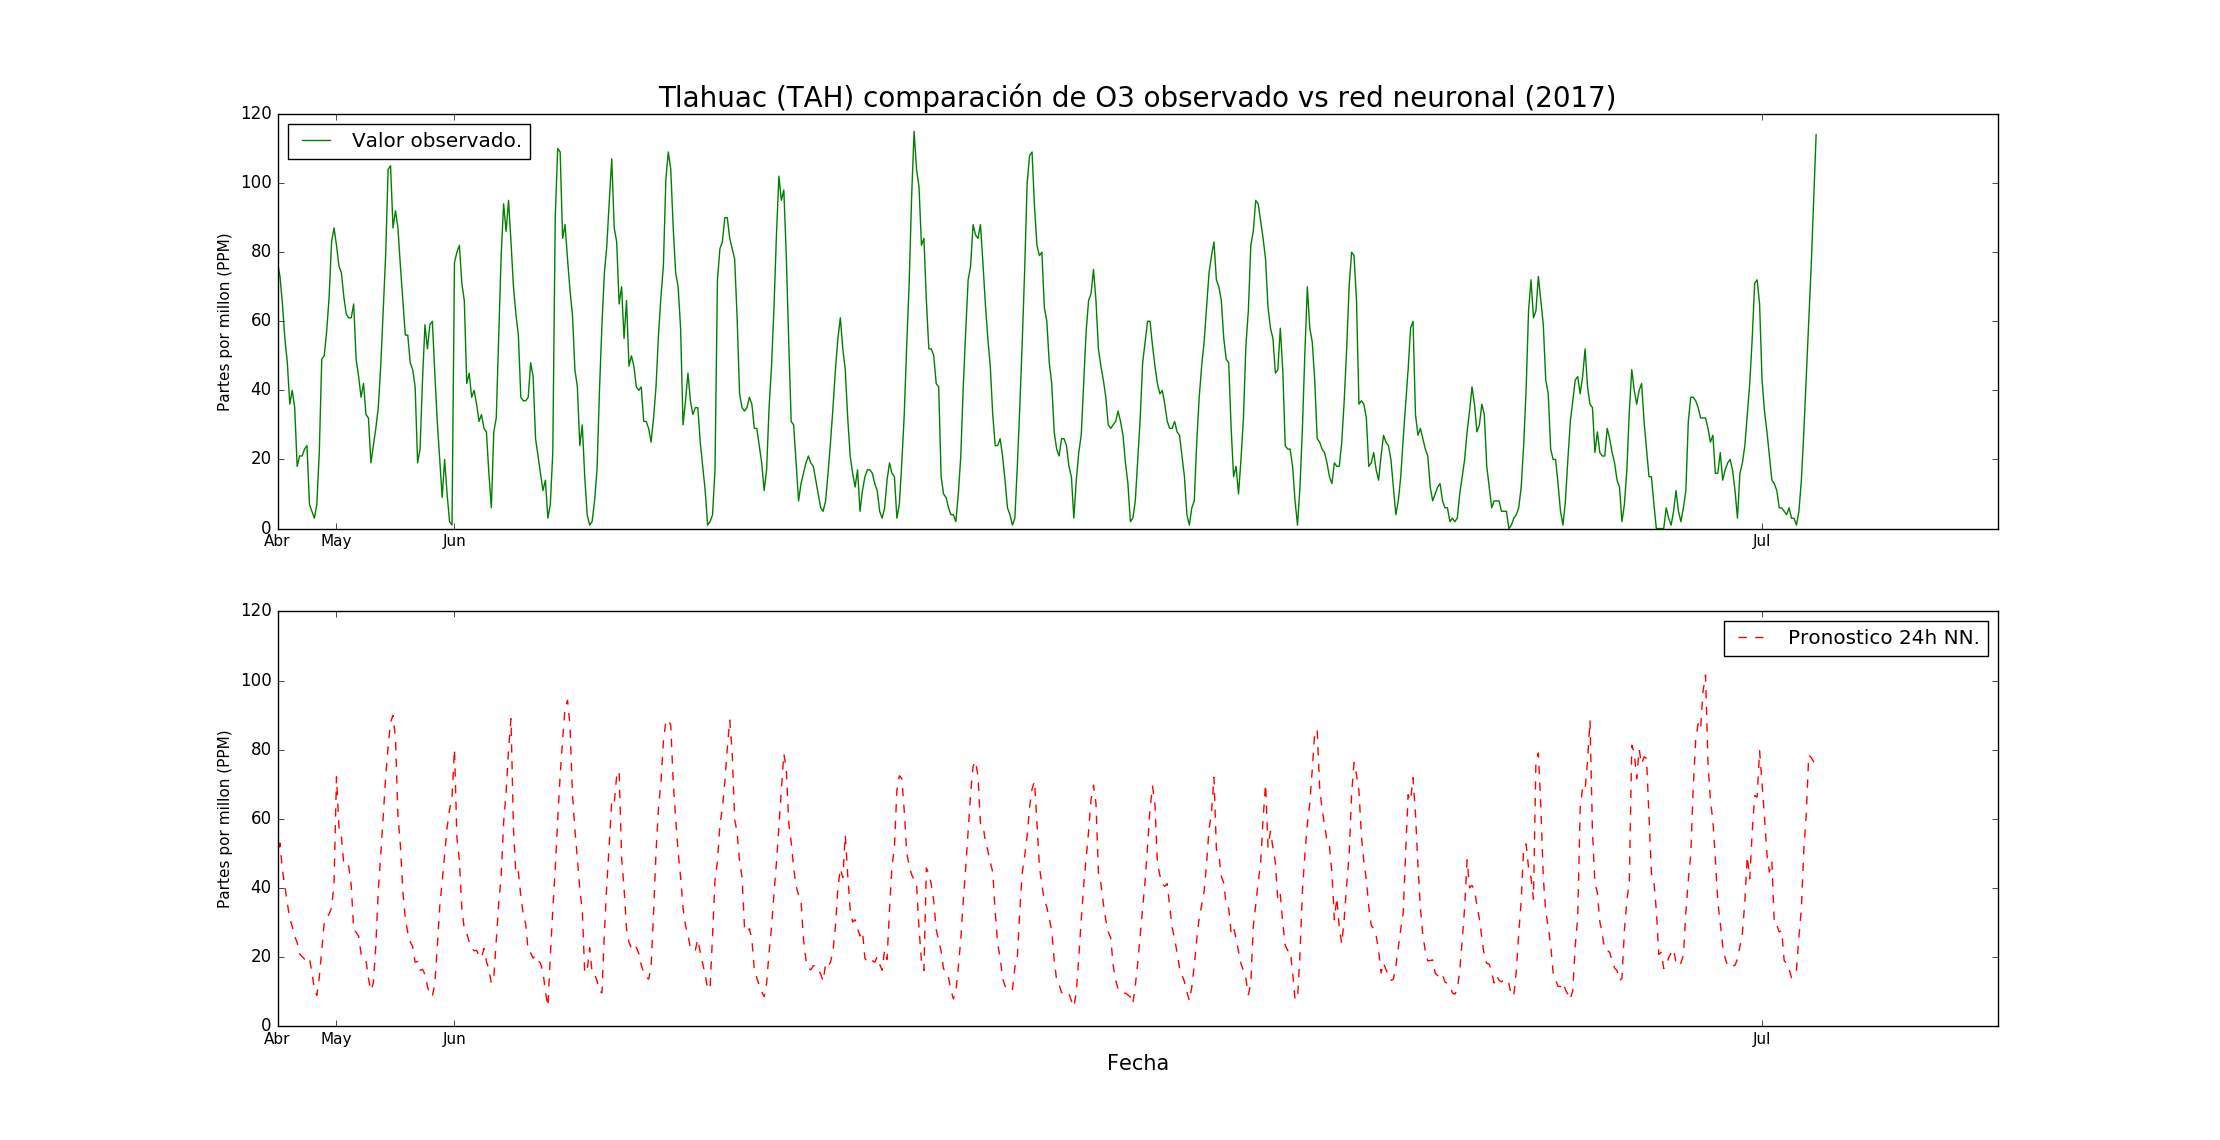 Tlahuac (TAH) comparación de O3 observado vs red neuronal (2017)
Valor observado.
Partes por millon (PPM)
120
100
80
60
40
20
0
Abr May Jun Jul
Pronostico 24h NN.
Partes por millon (PPM)
120
100
80
60
40
20
0
Abr May Jun Jul
Fecha